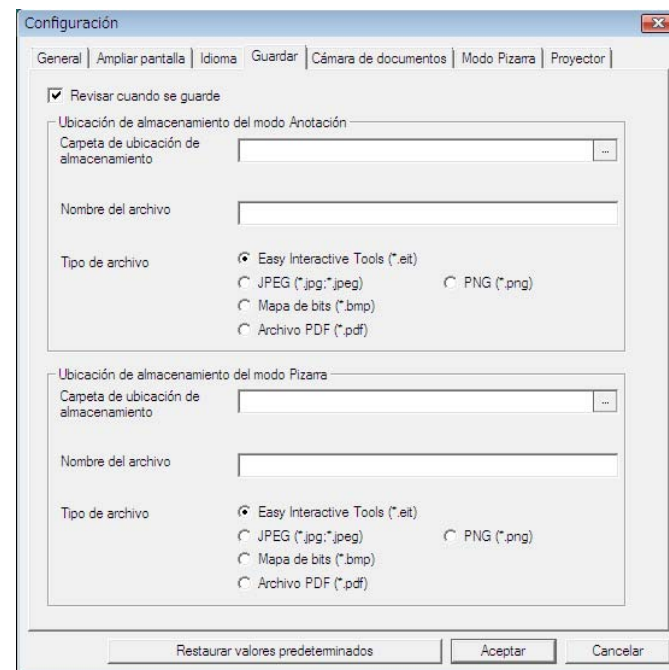 Configuración
General Ampliar pantalla Idioma Guardar Cámara de documentos Modo Pizarra Proyector
Revisar cuando se guarde
Ubicación de almacenamiento del modo Anotación
Carpeta de ubicación de
almacenamiento
...
Nombre del archivo
Tipo de archivo
Easy Interactive Tools (*.eit)
JPEG (*.jpg;*.jpeg) PNG (*.png)
Mapa de bits (*.bmp)
Archivo PDF (*.pdf)
Ubicación de almacenamiento del modo Pizarra
Carpeta de ubicación de
almacenamiento
...
Nombre del archivo
Tipo de archivo
Easy Interactive Tools (*.eit)
JPEG (*.jpg;*.jpeg) PNG (*.png)
Mapa de bits (*.bmp)
Archivo PDF (*.pdf)
Restaurar valores predeterminados Aceptar Cancelar